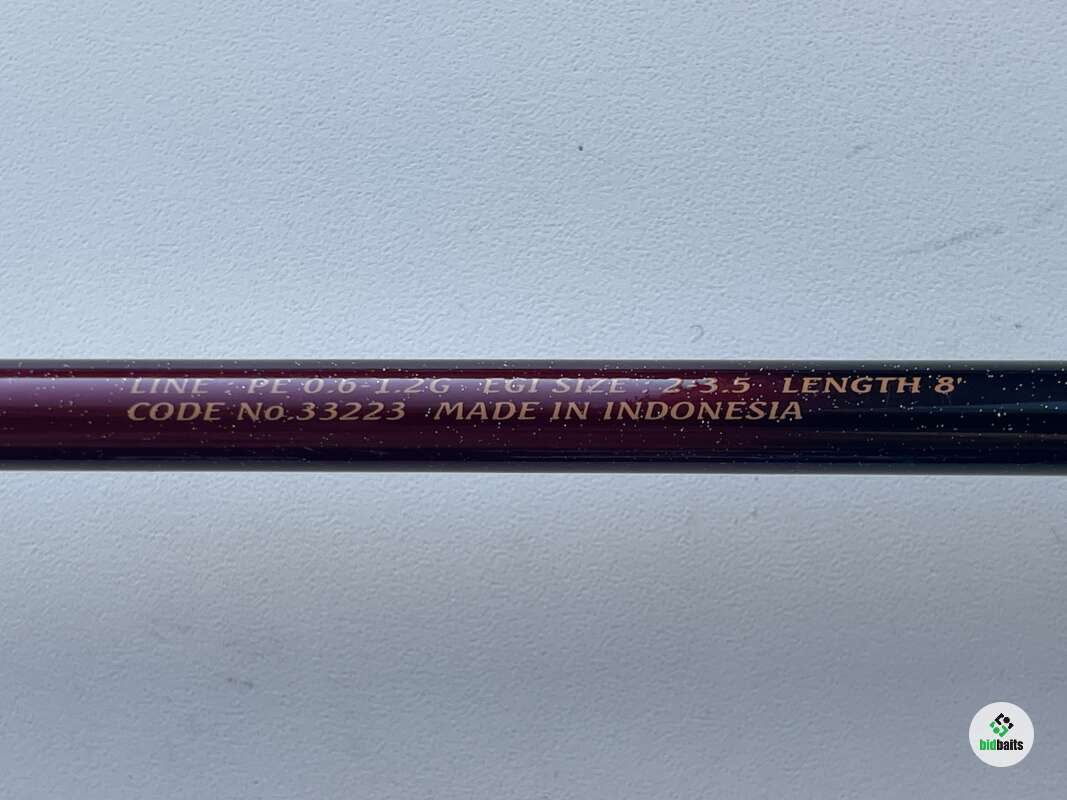 LINE PE 0.6-1.2G EGI SIZE 2-3.5 LENGTH 8'
CODE No.33223 MADE IN INDONESIA
bidbaits